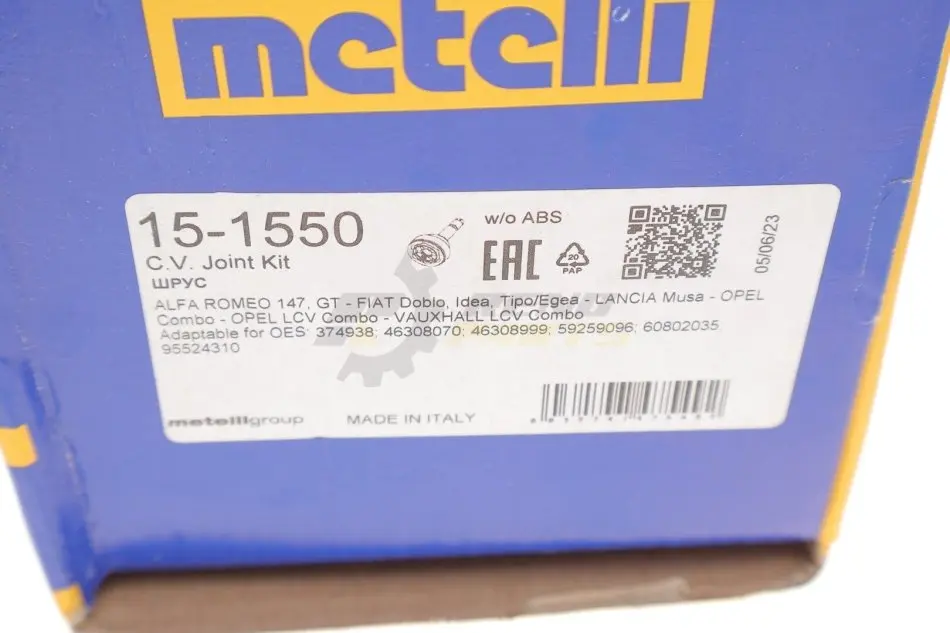 metelli
15-1550
w/o ABS
C.V. Joint Kit
ШРУС
EAC
20
PAP
05/06/23
ALFA ROMEO 147, GT - FIAT Doblo, Idea, Tipo/Egea - LANCIA Musa - OPEL
Combo - OPEL LCV Combo - VAUXHALL LCV Combo
Adaptable for OES: 374938; 46308070; 46308999; 59259096; 60802035
95524310
metelligroup
MADE IN ITALY